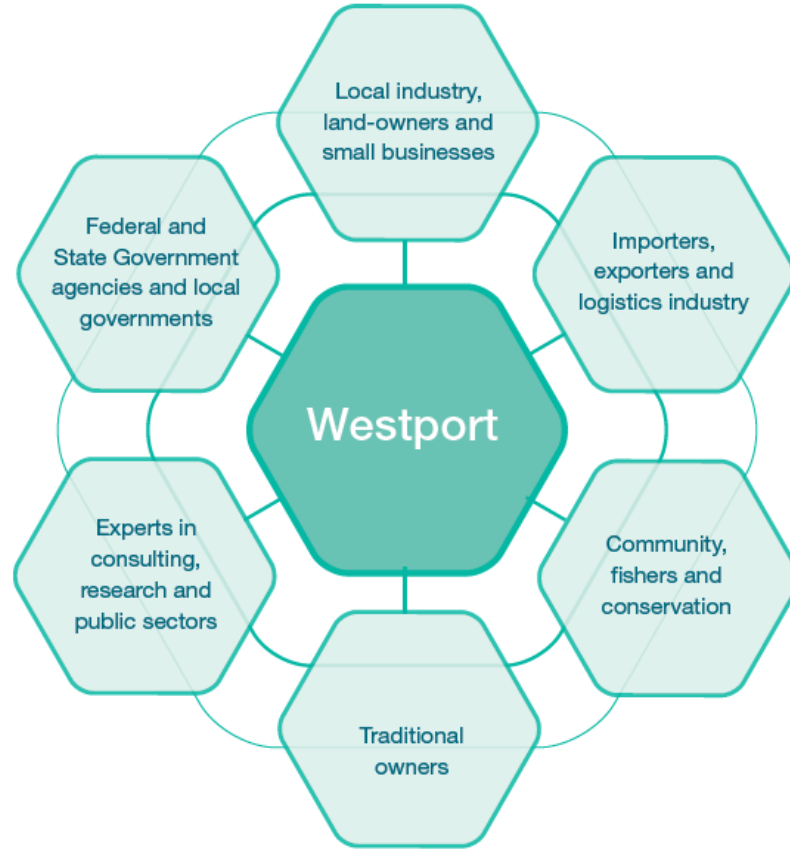 Local industry,
land-owners and
small businesses
Federal and
State Government
agencies and local
governments
Importers,
exporters and
logistics industry
Westport
Experts in
consulting,
research and
public sectors
Community,
fishers and
conservation
Traditional
owners